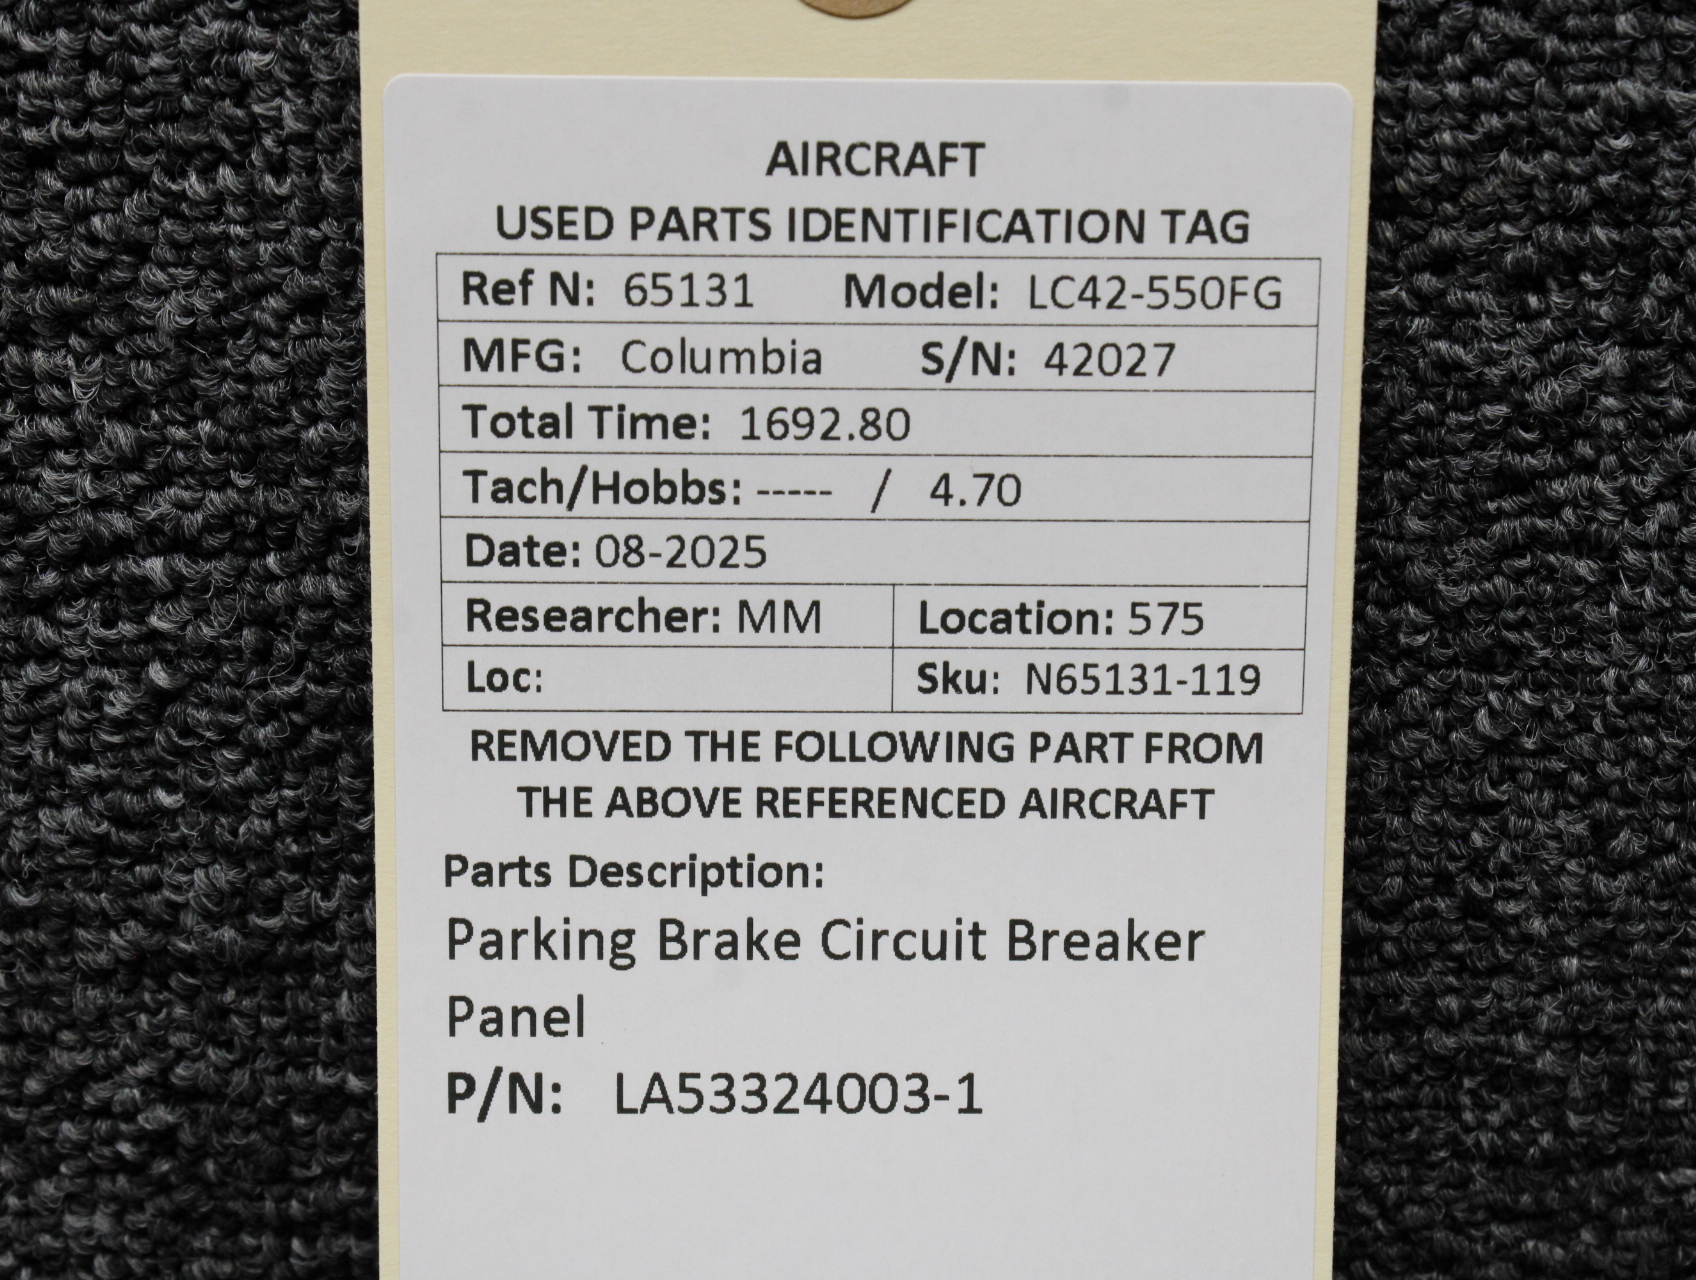 AIRCRAFT
USED PARTS IDENTIFICATION TAG
Ref N: 65131 Model: LC42-550FG
MFG: Columbia S/N: 42027
Total Time: 1692.80
Tach/Hobbs: ----- / 4.70
Date: 08-2025
Researcher: MM Location: 575
Loc: Sku: N65131-119
REMOVED THE FOLLOWING PART FROM
THE ABOVE REFERENCED AIRCRAFT
Parts Description:
Parking Brake Circuit Breaker
Panel
P/N: LA53324003-1